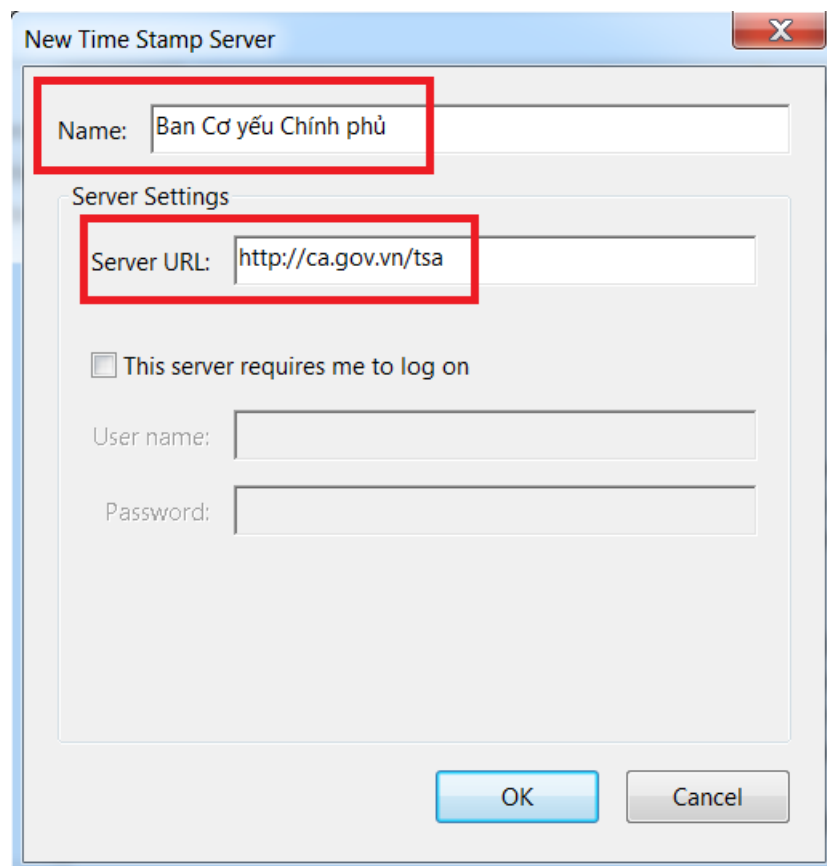 New Time Stamp Server
Name: Ban Cơ yếu Chính phủ
Server Settings
Server URL: http://ca.gov.vn/tsa
This server requires me to log on
User name:
Password:
OK Cancel